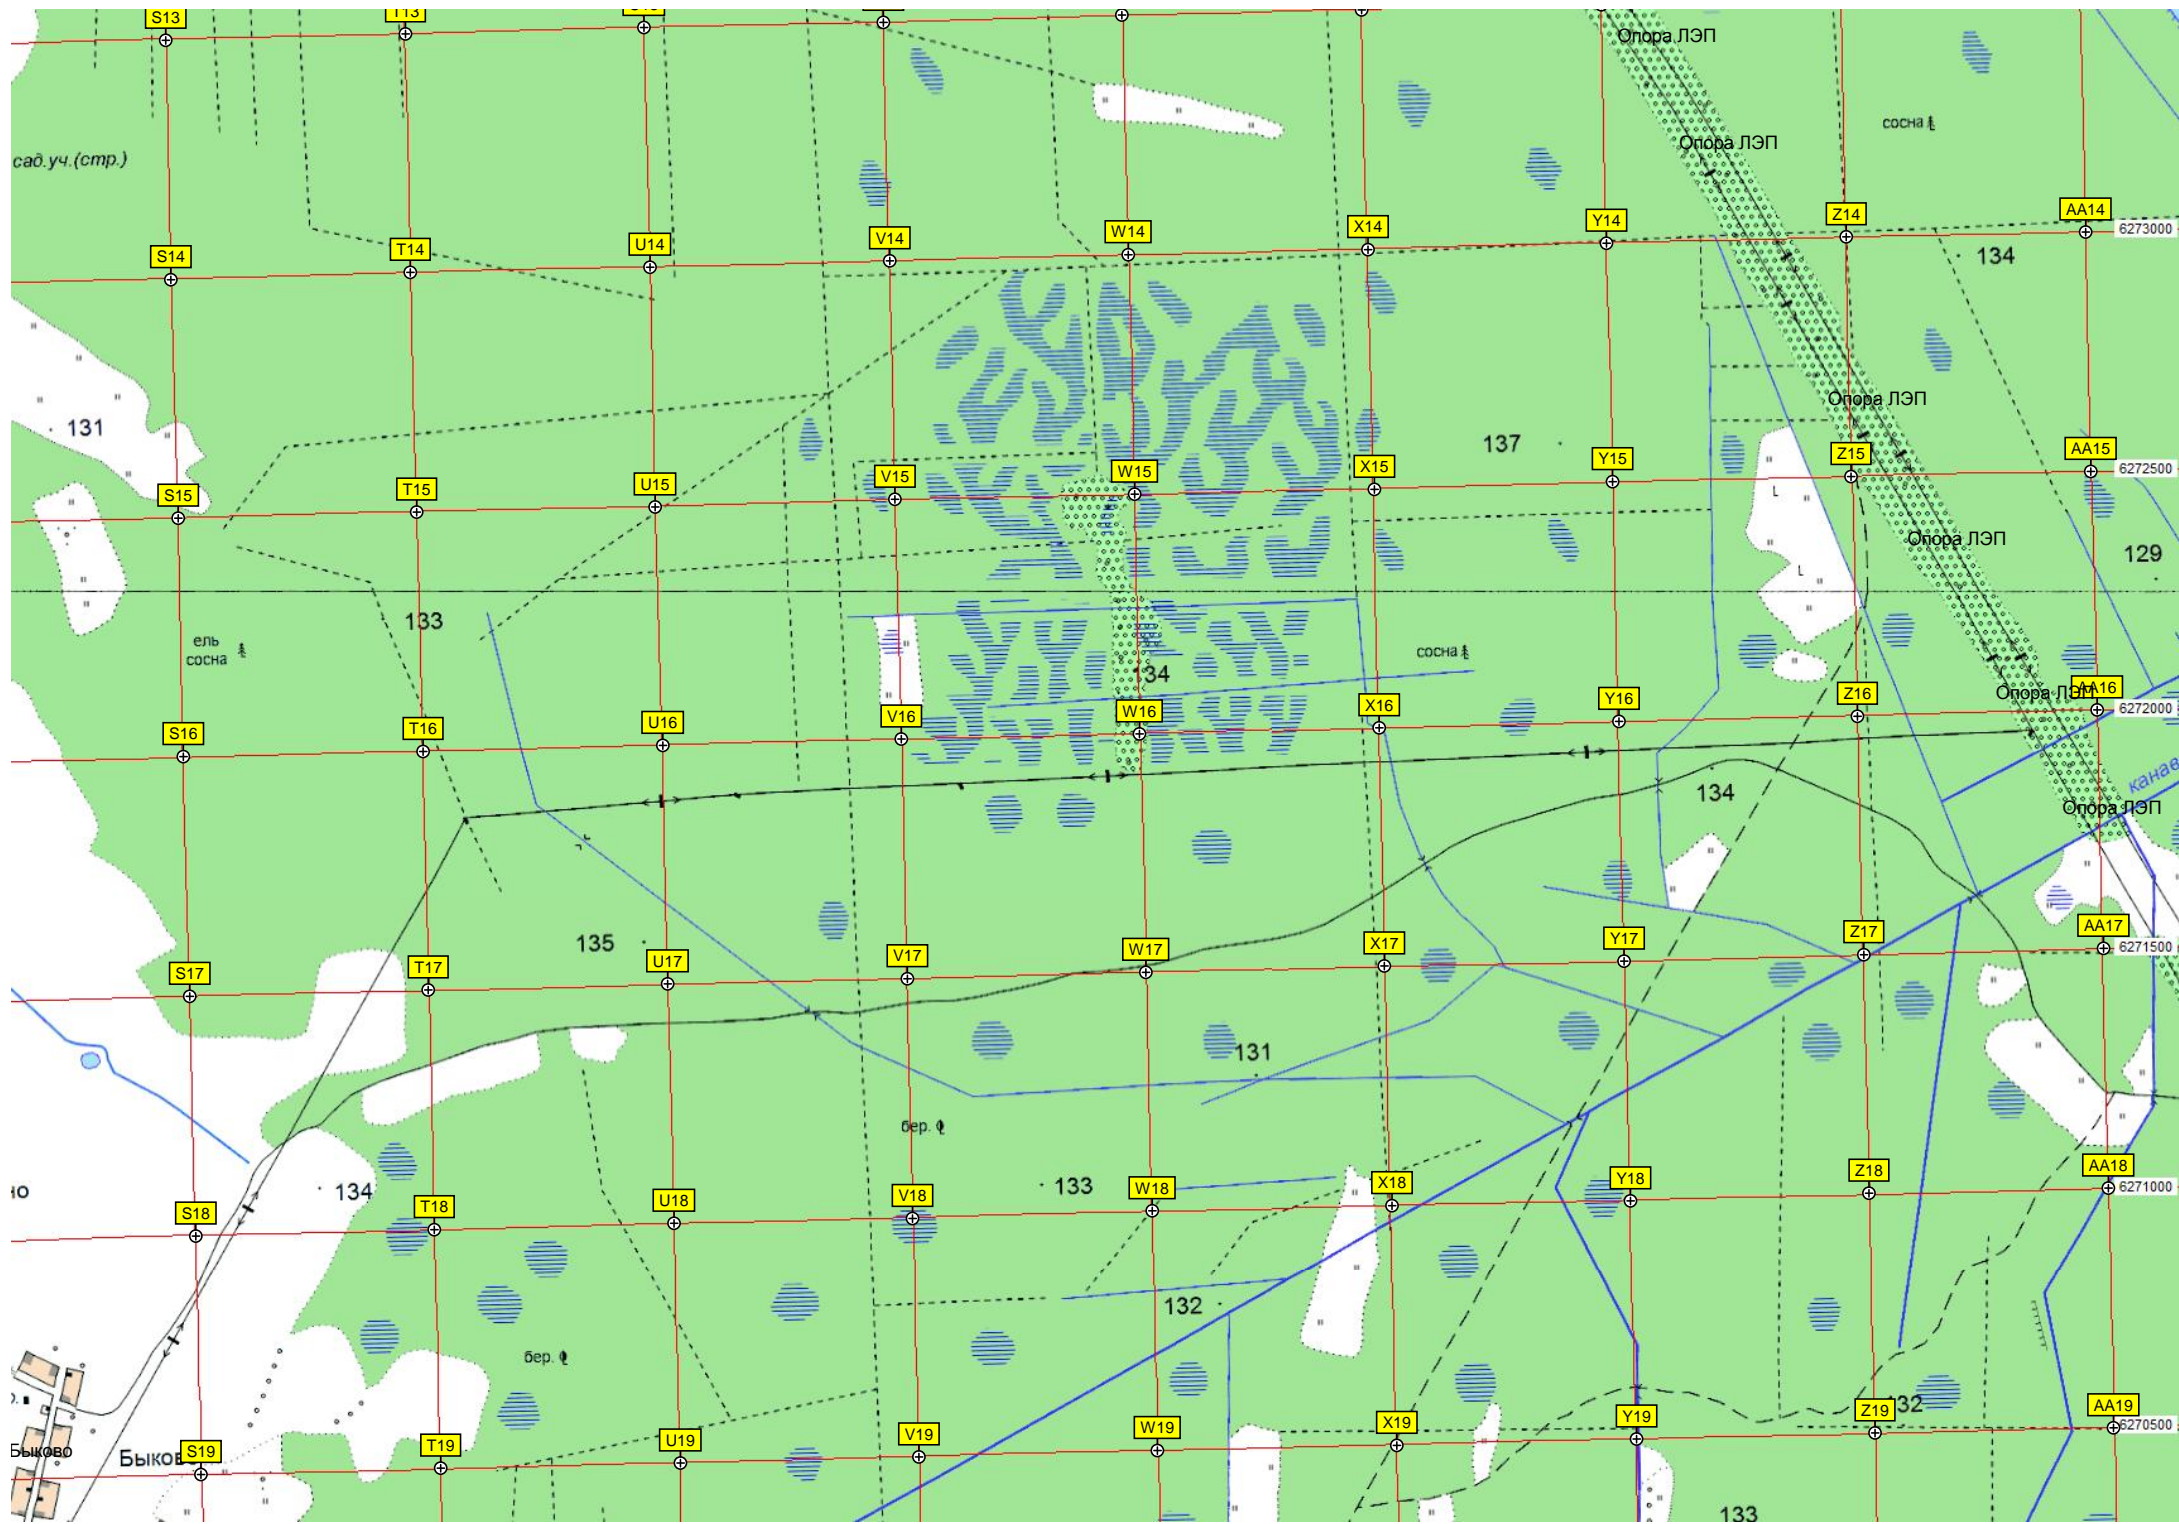 S13
T13
Опора ЛЭП
сосна
Опора ЛЭП
сад.уч.(стр.)
S14
T14
U14
V14
W14
X14
Y14
Z14
AA14
6273000
134
131
Опора ЛЭП
137
S15
T15
U15
V15
W15
X15
Y15
Z15
AA15
6272500
Опора ЛЭП
129
133
ель
сосна
сосна
34
Опора ЛЭП
S16
T16
U16
V16
W16
X16
Y16
Z16
AA16
6272000
канав
134
Опора ЛЭП
135
S17
T17
U17
V17
W17
X17
Y17
Z17
AA17
6271500
131
бер.
но
134
133
S18
T18
U18
V18
W18
X18
Y18
Z18
AA18
6271000
132
бер.
132
S19
T19
U19
V19
W19
X19
Y19
Z19
AA19
6270500
Быково
Быково
133